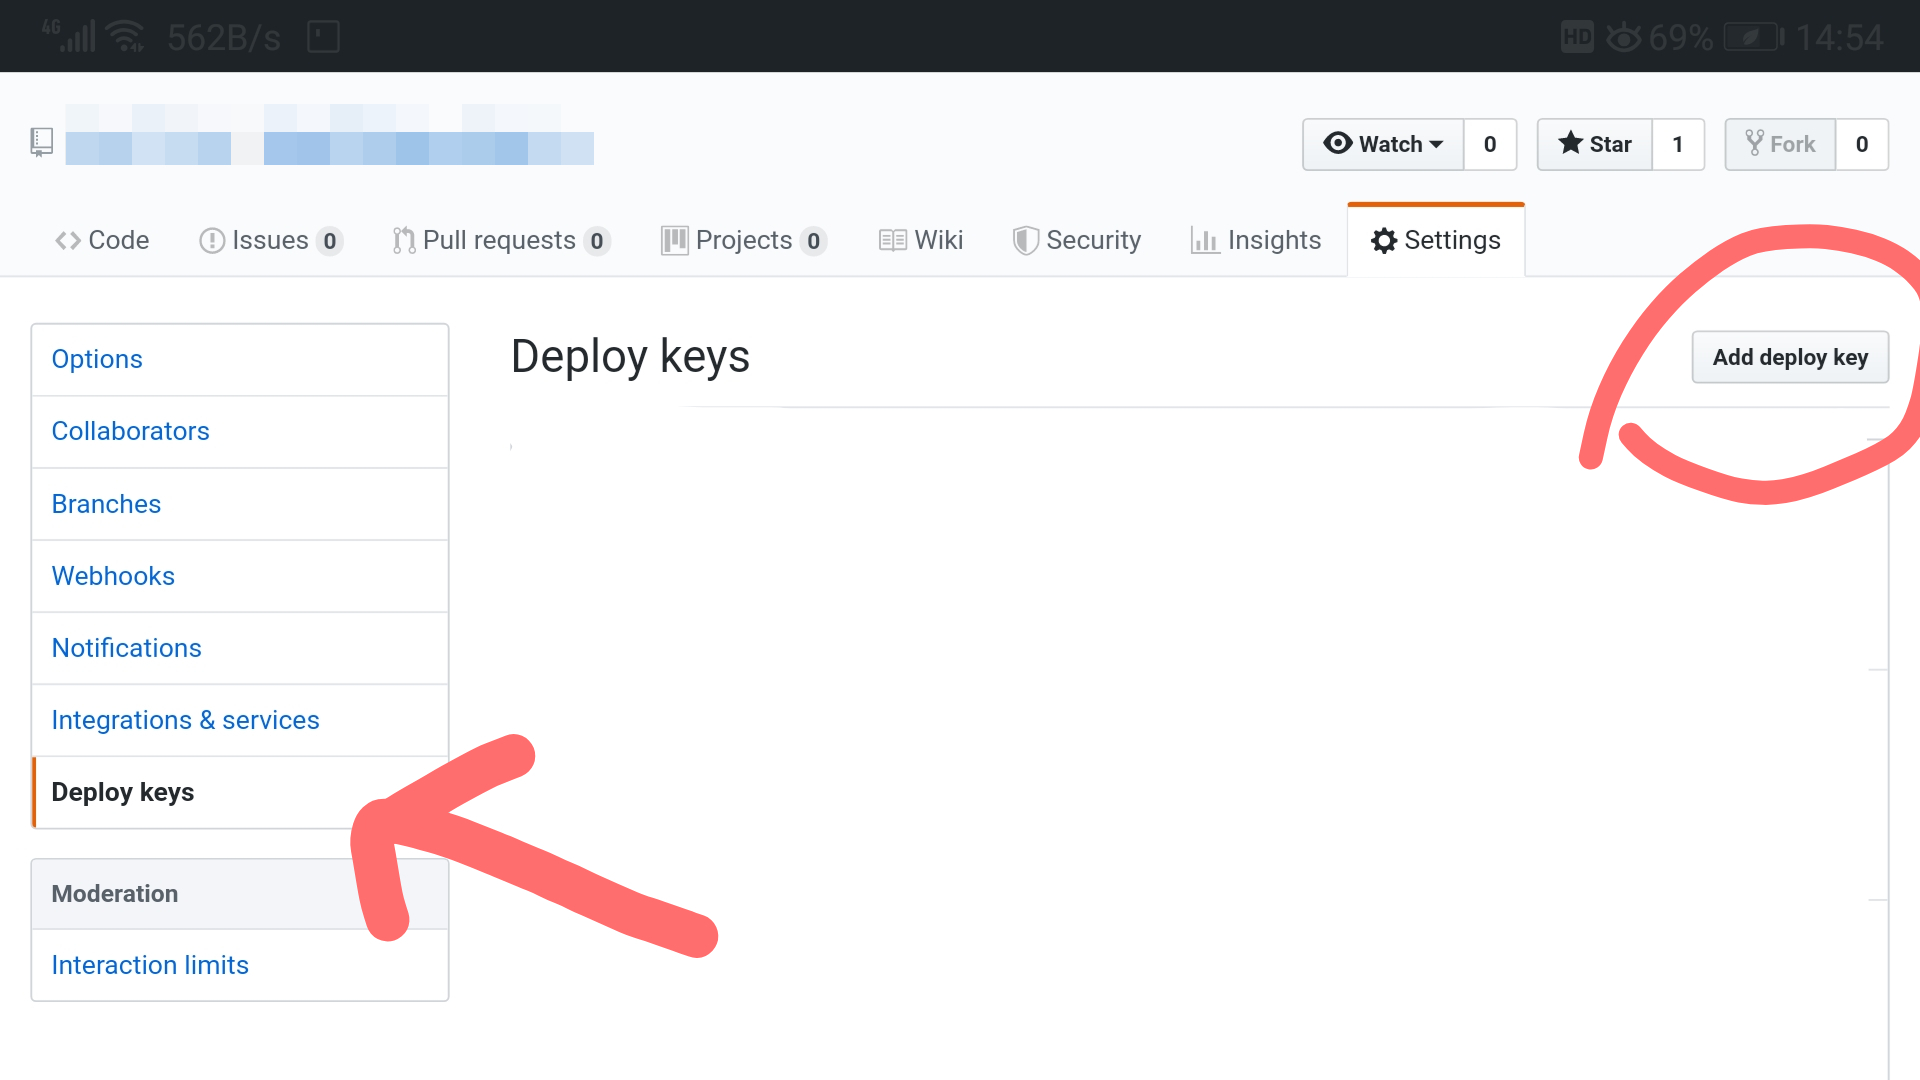 4G 562B/s HD 69% 14:54
Watch 0 Star 1 Fork 0
Code Issues 0 Pull requests 0 Projects 0 Wiki Security Insights Settings
Deploy keys Add deploy key
Options
Collaborators
Branches
Webhooks
Notifications
Integrations & services
Deploy keys
Moderation
Interaction limits